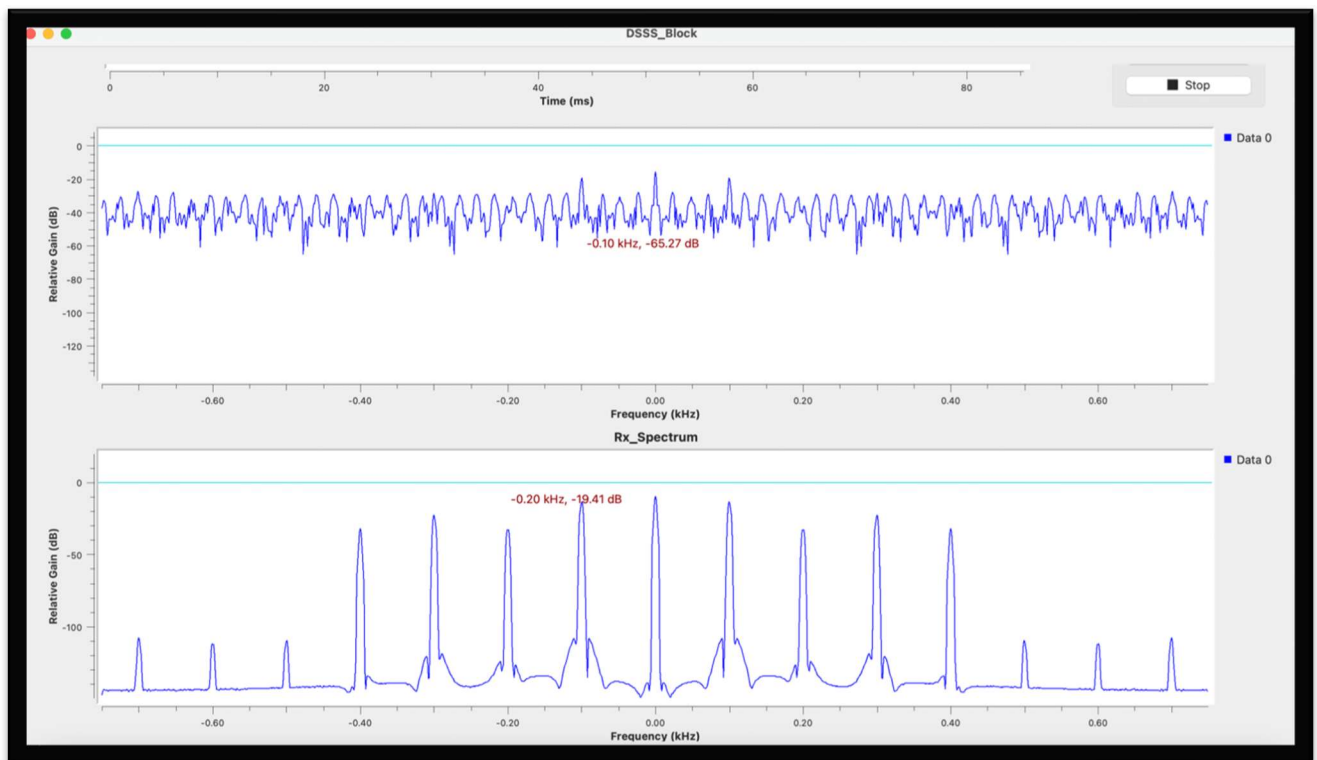 DSSS_Block
0 20 40 60 80
Time (ms)
Stop
Data 0
0
-20
-40
-60
-80
-100
-120
Relative Gain (dB)
-0.10 kHz, -65.27 dB
-0.60 -0.40 -0.20 0.00 0.20 0.40 0.60
Frequency (kHz)
Rx_Spectrum
Data 0
0
-50
-100
Relative Gain (dB)
-0.20 kHz, -19.41 dB
-0.60 -0.40 -0.20 0.00 0.20 0.40 0.60
Frequency (kHz)